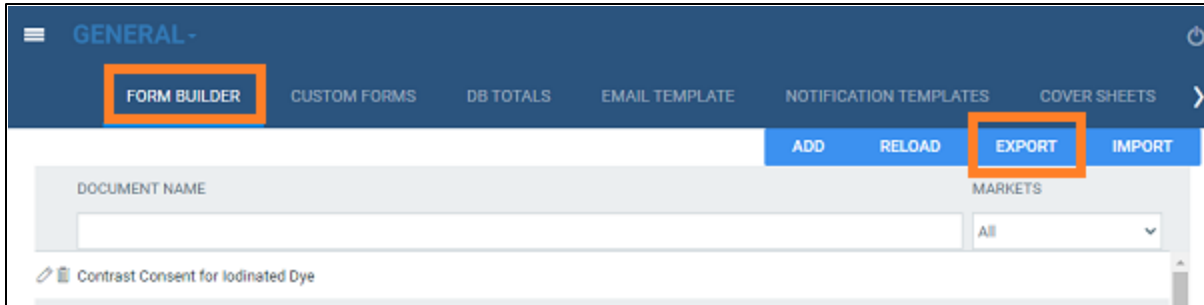 GENERAL-
FORM BUILDER CUSTOM FORMS DB TOTALS EMAIL TEMPLATE NOTIFICATION TEMPLATES COVER SHEETS
ADD RELOAD EXPORT IMPORT
DOCUMENT NAME MARKETS
All
Contrast Consent for Iodinated Dye